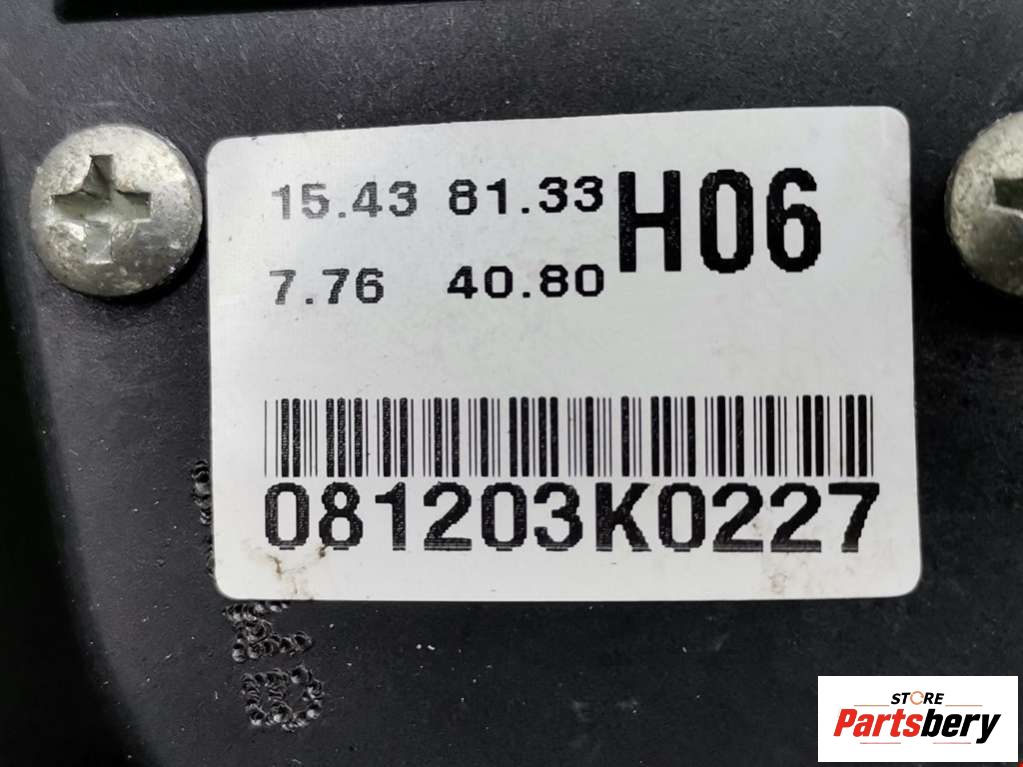 15.43 81.33 H06
7.76 40.80
081203K0227
STORE
Partsbery